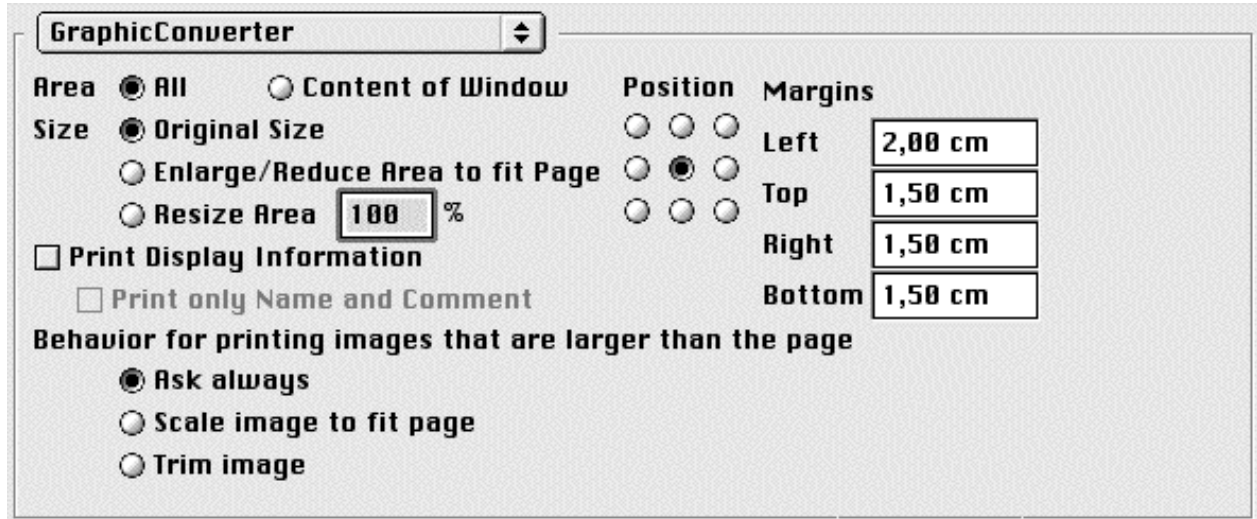 GraphicConverter
Area All Content of Window
Size Original Size
Enlarge/Reduce Area to fit Page
Resize Area 100 %
Print Display Information
Print only Name and Comment
Position
Margins
Left 2,00 cm
Top 1,50 cm
Right 1,50 cm
Bottom 1,50 cm
Behavior for printing images that are larger than the page
Ask always
Scale image to fit page
Trim image